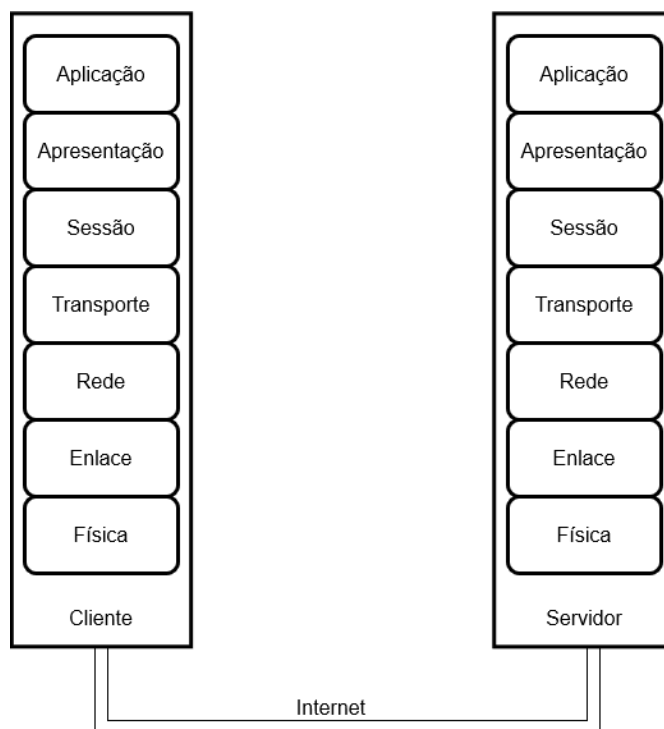 Aplicação
Apresentação
Sessão
Transporte
Rede
Enlace
Física
Cliente
Aplicação
Apresentação
Sessão
Transporte
Rede
Enlace
Física
Servidor
Internet